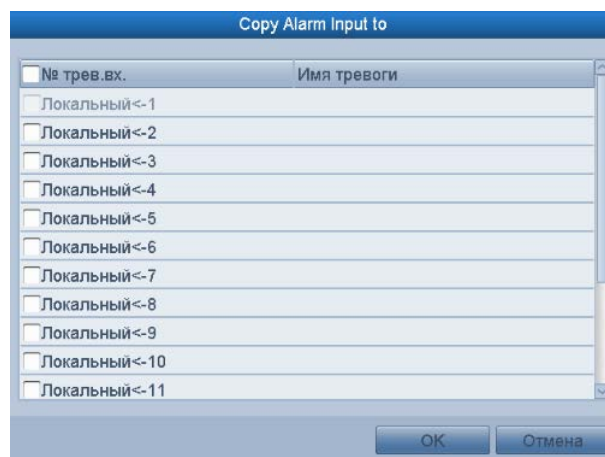 Copy Alarm Input to
№ трев.вх. Имя тревоги
Локальный<-1
Локальный<-2
Локальный<-3
Локальный<-4
Локальный<-5
Локальный<-6
Локальный<-7
Локальный<-8
Локальный<-9
Локальный<-10
Локальный<-11
OK Отмена